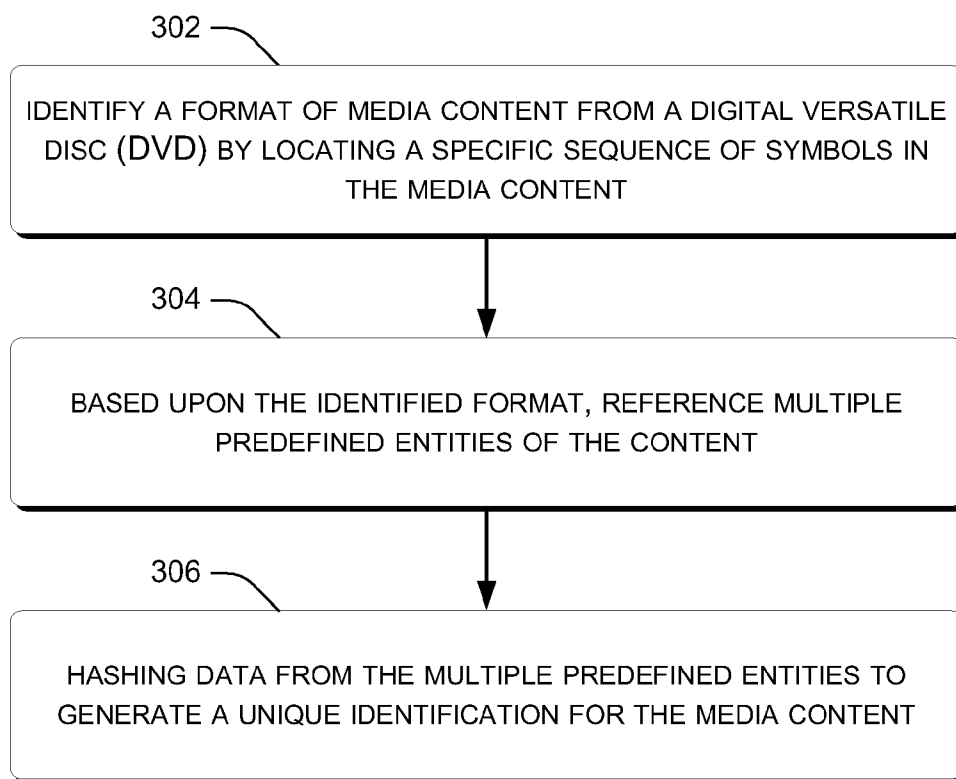 302
IDENTIFY A FORMAT OF MEDIA CONTENT FROM A DIGITAL VERSATILE
DISC (DVD) BY LOCATING A SPECIFIC SEQUENCE OF SYMBOLS IN
THE MEDIA CONTENT
304
BASED UPON THE IDENTIFIED FORMAT, REFERENCE MULTIPLE
PREDEFINED ENTITIES OF THE CONTENT
306
HASHING DATA FROM THE MULTIPLE PREDEFINED ENTITIES TO
GENERATE A UNIQUE IDENTIFICATION FOR THE MEDIA CONTENT